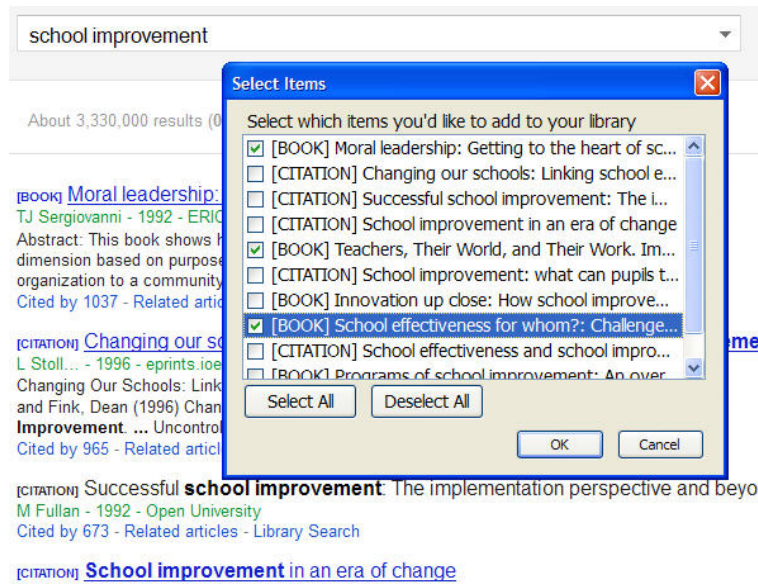 school improvement
Select Items
About 3,330,000 results (0
Select which items you'd like to add to your library
[BOOK] Moral leadership: Getting to the heart of sc...
[CITATION] Changing our schools: Linking school e...
[CITATION] Successful school improvement: The i...
[CITATION] School improvement in an era of change
[BOOK] Teachers, Their World, and Their Work. Im...
[CITATION] School improvement: what can pupils t...
[BOOK] Innovation up close: How school improve...
[BOOK] School effectiveness for whom?: Challenge...
[CITATION] School effectiveness and school impro...
[BOOK] Programs of school improvement: An over
Select All Deselect All
OK Cancel
[BOOK] Moral leadership:
TJ Sergiovanni - 1992 - ERIC
Abstract: This book shows h
dimension based on purpose
organization to a community
Cited by 1037 - Related artic
[CITATION] Changing our sc eme
L Stoll... - 1996 - eprints.ioe
Changing Our Schools: Link
and Fink, Dean (1996) Chan
Improvement. ... Uncontrol
Cited by 965 - Related articl
[CITATION] Successful school improvement: The implementation perspective and beyo
M Fullan - 1992 - Open University
Cited by 673 - Related articles - Library Search
[CITATION] School improvement in an era of change